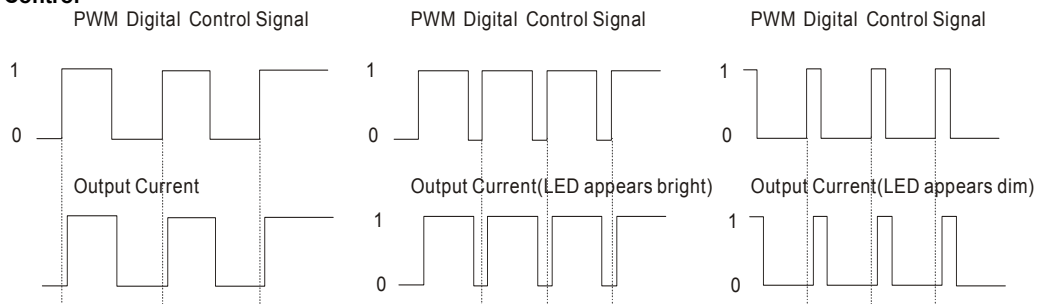 Control
PWM Digital Control Signal
1
0
Output Current
PWM Digital Control Signal
1
0
Output Current(LED appears bright)
1
0
PWM Digital Control Signal
1
0
Output Current(LED appears dim)
1
0